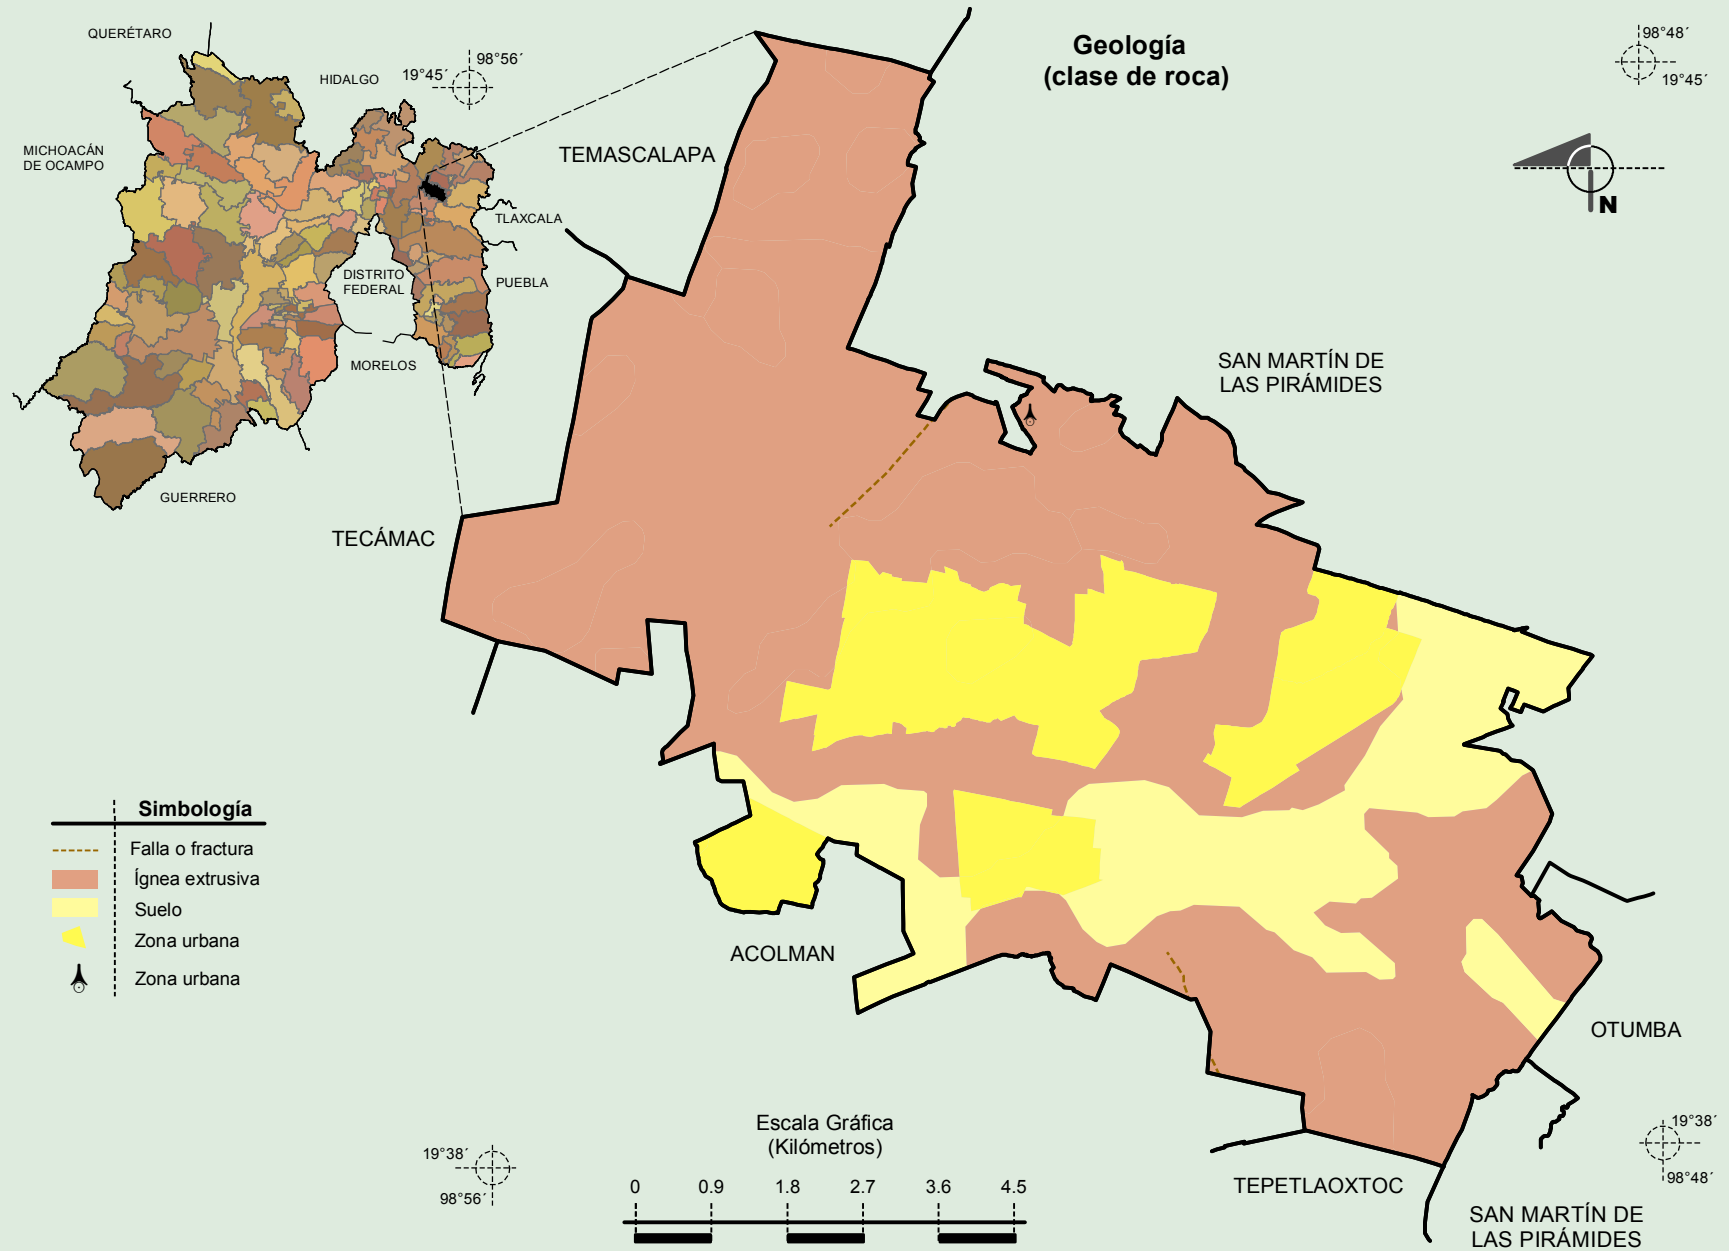 QUERÉTARO
HIDALGO
19°45´
98°56´
MICHOACÁN
DE OCAMPO
TLAXCALA
DISTRITO
FEDERAL
PUEBLA
MORELOS
GUERRERO
Geología
(clase de roca)
98°48´
19°45´
N
TEMASCALAPA
SAN MARTÍN DE
LAS PIRÁMIDES
TECÁMAC
ACOLMAN
OTUMBA
TEPETLAOXTOC
SAN MARTÍN DE
LAS PIRÁMIDES
Simbología
Falla o fractura
Ígnea extrusiva
Suelo
Zona urbana
Zona urbana
19°38´
98°56´
Escala Gráfica
(Kilómetros)
0 0.9 1.8 2.7 3.6 4.5
19°38´
98°48´